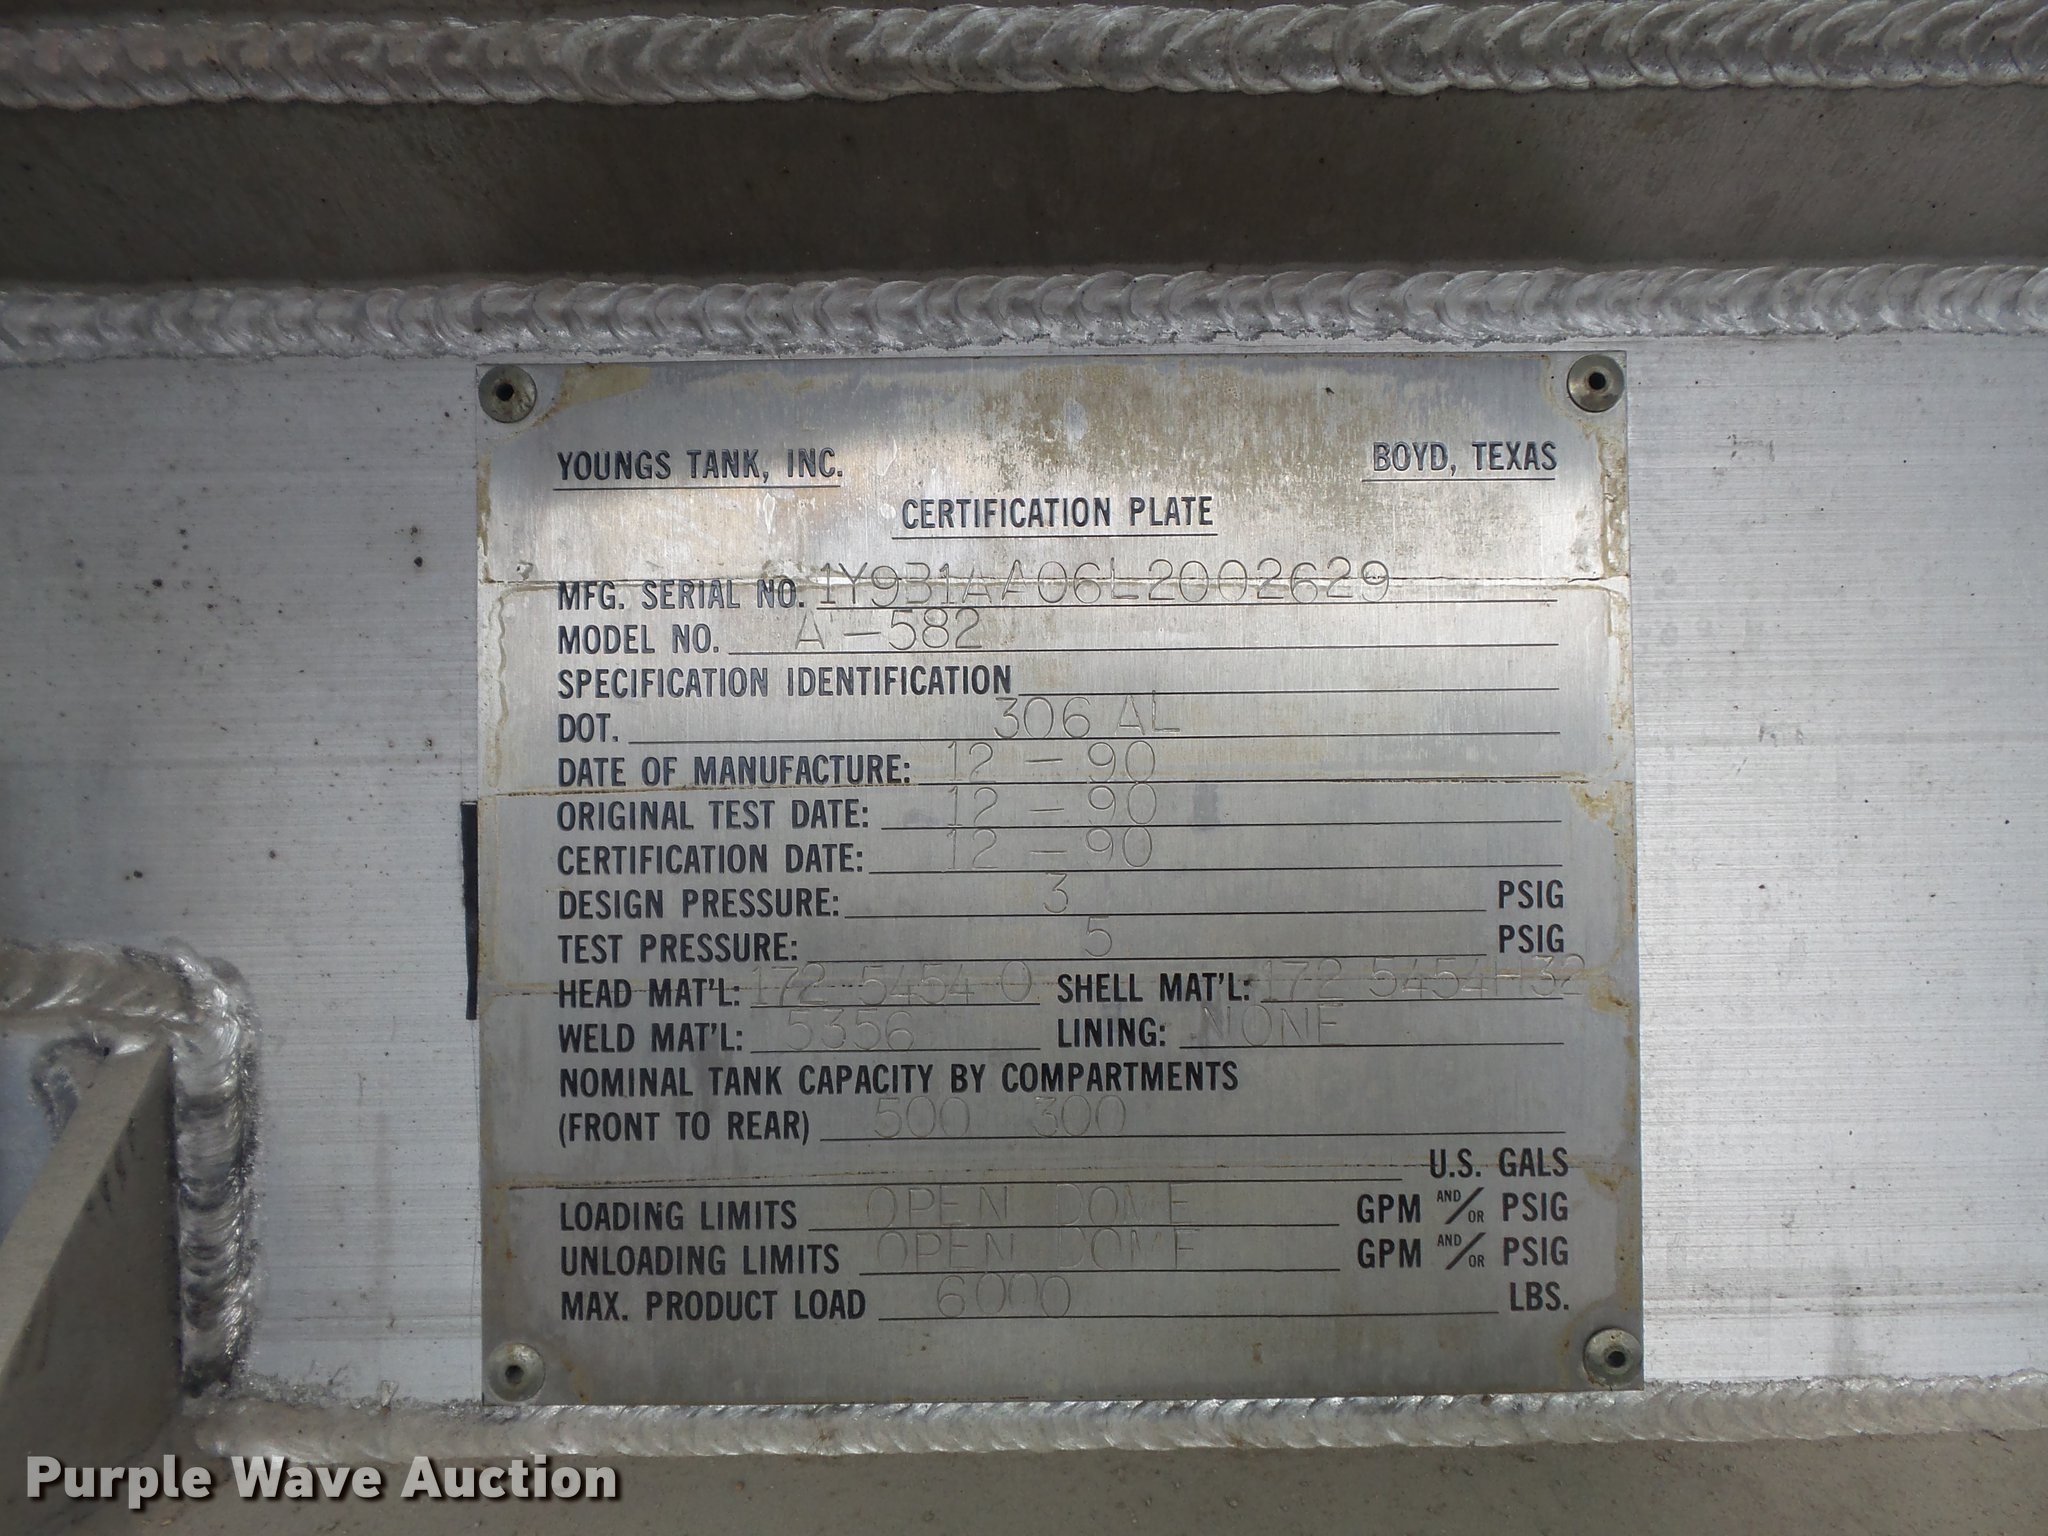 YOUNGS TANK, INC. BOYD, TEXAS
CERTIFICATION PLATE
MFG. SERIAL NO. 1Y9B1AA06L2002629
MODEL NO. A-582
SPECIFICATION IDENTIFICATION
DOT. 306 AL
DATE OF MANUFACTURE: 12 - 90
ORIGINAL TEST DATE: 12 - 90
CERTIFICATION DATE: 12 - 90
DESIGN PRESSURE: 3 PSIG
TEST PRESSURE: 5 PSIG
HEAD MAT'L: 172 5454 O SHELL MAT'L: 172 5454H32
WELD MAT'L: 5356 LINING: NONE
NOMINAL TANK CAPACITY BY COMPARTMENTS
(FRONT TO REAR) 500 300
U.S. GALS
LOADING LIMITS OPEN DOME GPM AND/OR PSIG
UNLOADING LIMITS OPEN DOME GPM AND/OR PSIG
MAX. PRODUCT LOAD 6000 LBS.
Purple Wave Auction